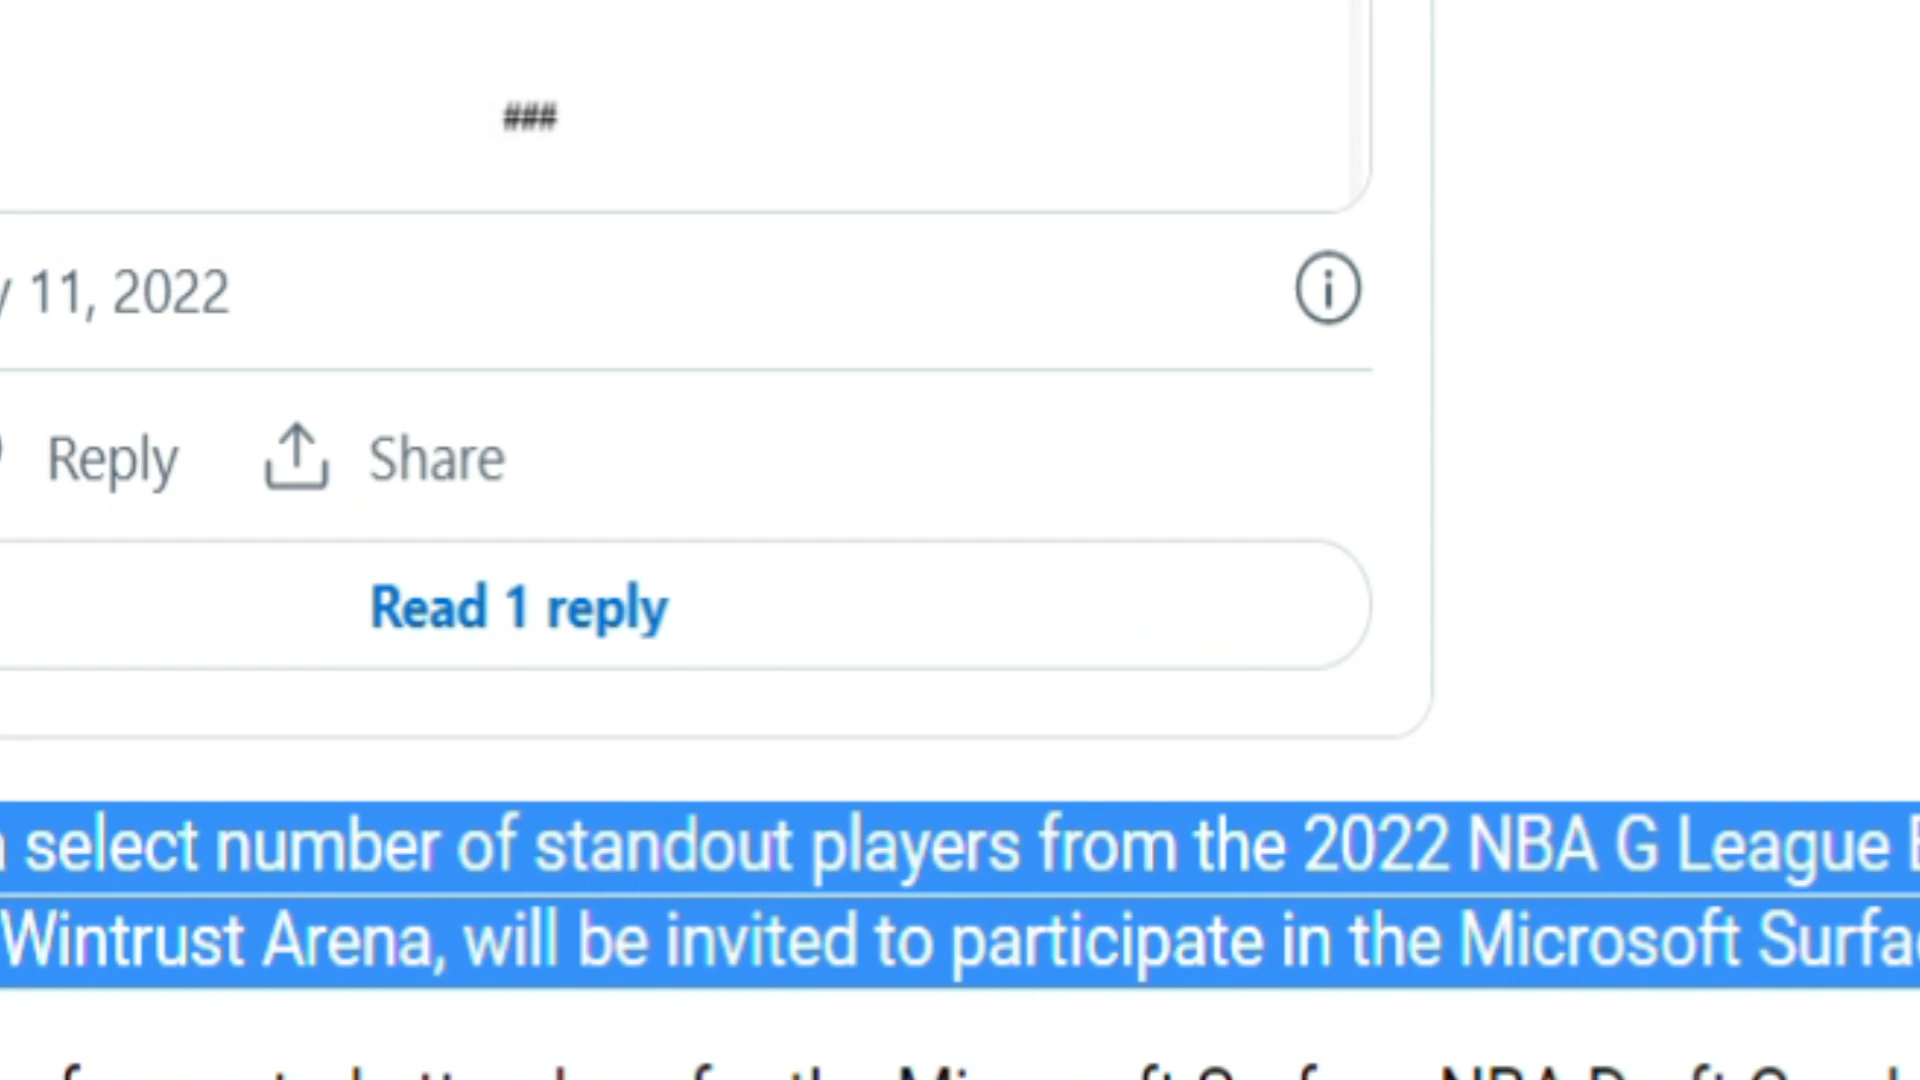 ###
11, 2022
Reply Share
Read 1 reply
select number of standout players from the 2022 NBA G League
Wintrust Arena, will be invited to participate in the Microsoft